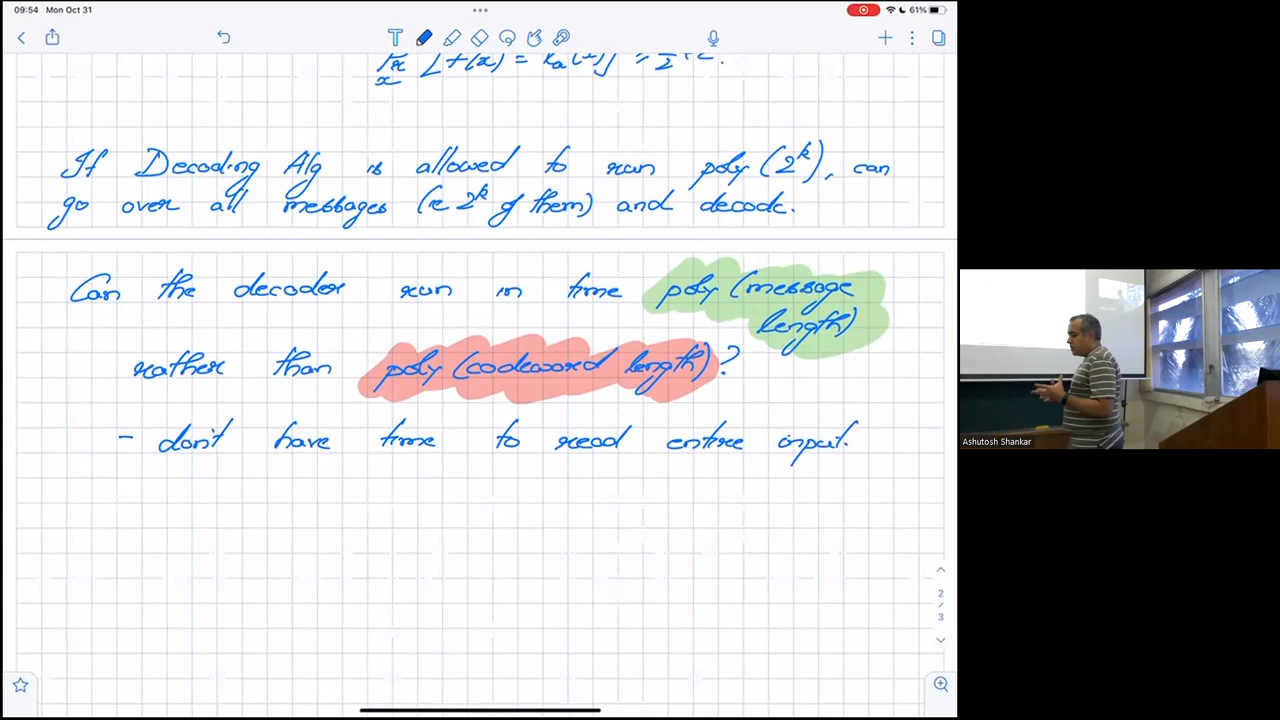 09:54 Mon Oct 31
61%
If Decoding Alg is allowed to run poly (2^k), can
go over all messages (∈ 2^k of them) and decode.
Can the decoder run in time poly (message
length)
rather than poly (codeword length)?
- don't have time to read entire input.
Ashutosh Shankar
2
/
3